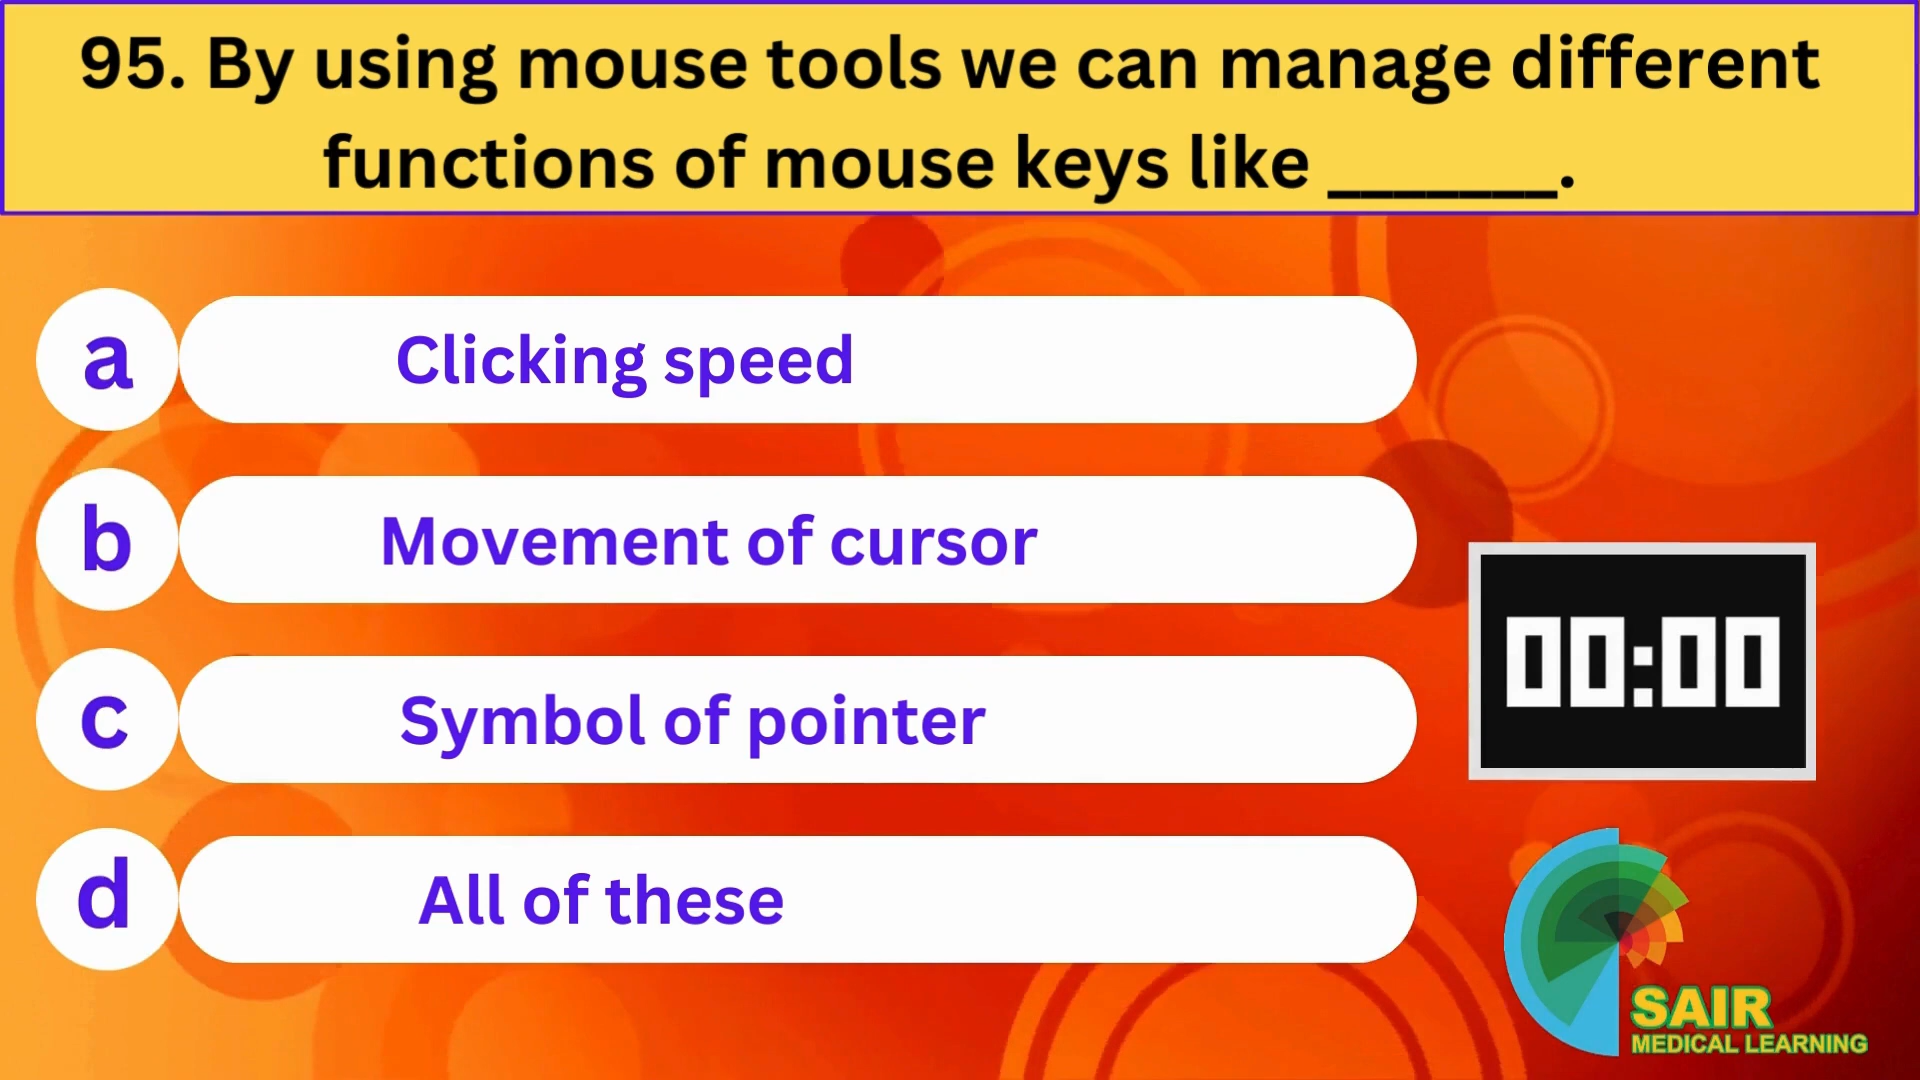 95. By using mouse tools we can manage different
functions of mouse keys like _______.
a Clicking speed
b Movement of cursor
c Symbol of pointer
d All of these
00:00
SAIR
MEDICAL LEARNING